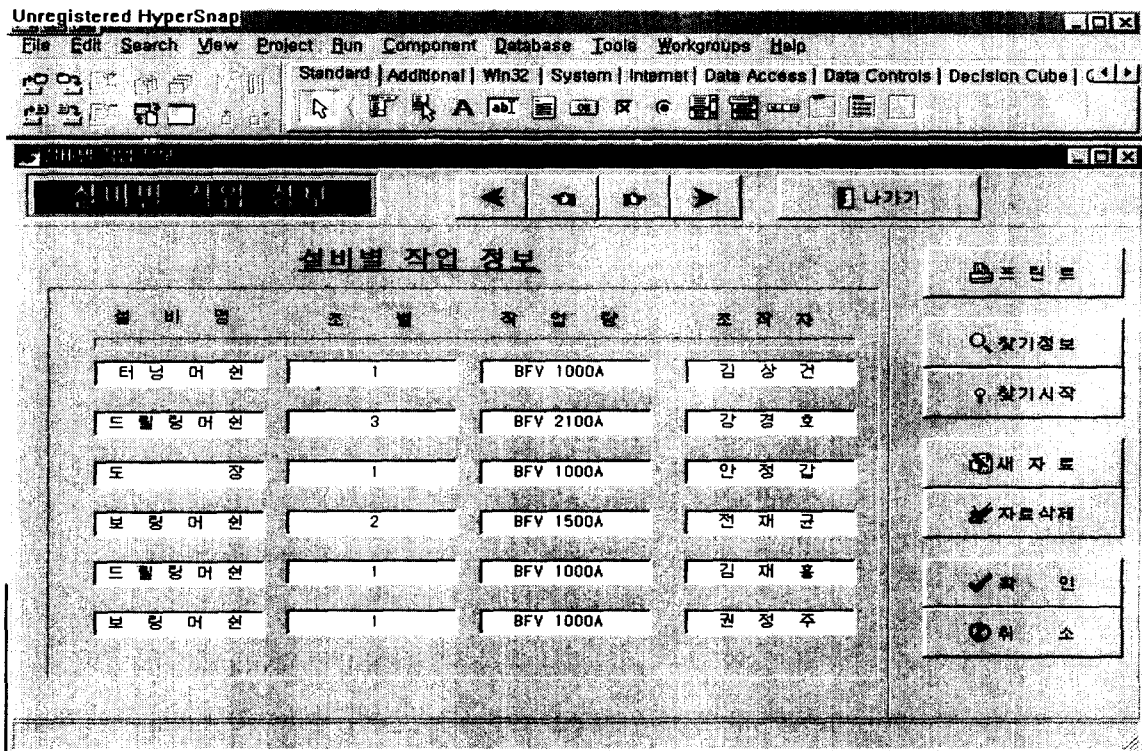 Unregistered HyperSnap
File Edit Search View Project Run Component Database Tools Workgroups Help
Standard | Additional | Win32 | System | Internet | Data Access | Data Controls | Decision Cube |
설비별 작업 정보
설비별 작업 정보
나가기
설비별 작업 정보
프 린 트
설 비 명 조 별 작 업 량 조 작 자
찾기정보
터 닝 머 쉰 1 BFV 1000A 김 상 건
찾기시작
드 릴 링 머 쉰 3 BFV 2100A 강 경 호
새 자 료
도 장 1 BFV 1000A 안 정 갑
자료삭제
보 링 머 쉰 2 BFV 1500A 전 재 균
드 릴 링 머 쉰 1 BFV 1000A 김 재 홍
확 인
보 링 머 쉰 1 BFV 1000A 권 정 주
취 소